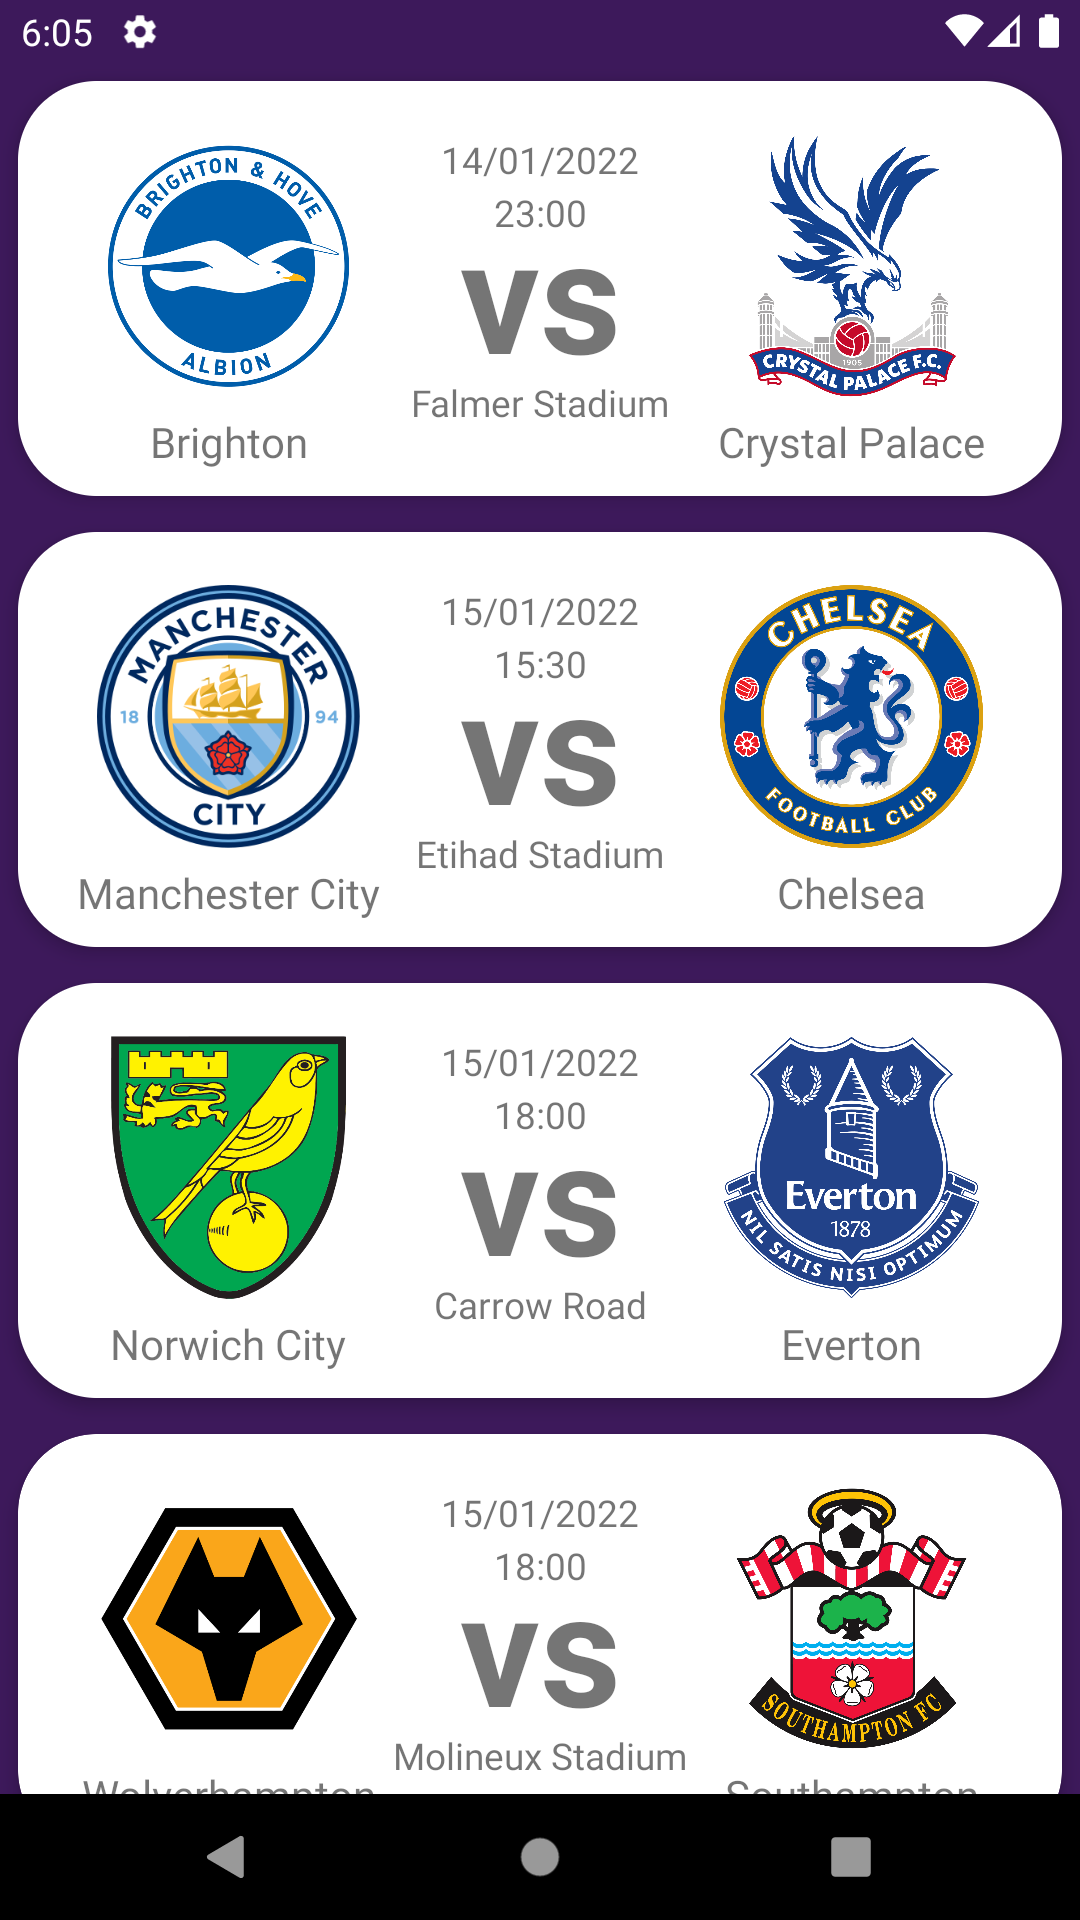 6:05
14/01/2022
23:00
VS
Falmer Stadium
BRIGHTON & HOVE
ALBION
Brighton
1905
CRYSTAL PALACE F.C.
Crystal Palace
15/01/2022
15:30
VS
Etihad Stadium
MANCHESTER
18 94
CITY
Manchester City
CHELSEA
FOOTBALL CLUB
Chelsea
15/01/2022
18:00
VS
Carrow Road
Norwich City
Everton
1878
NIL SATIS NISI OPTIMUM
Everton
15/01/2022
18:00
VS
Molineux Stadium
Wolverhampton
SOUTHAMPTON FC
Southampton